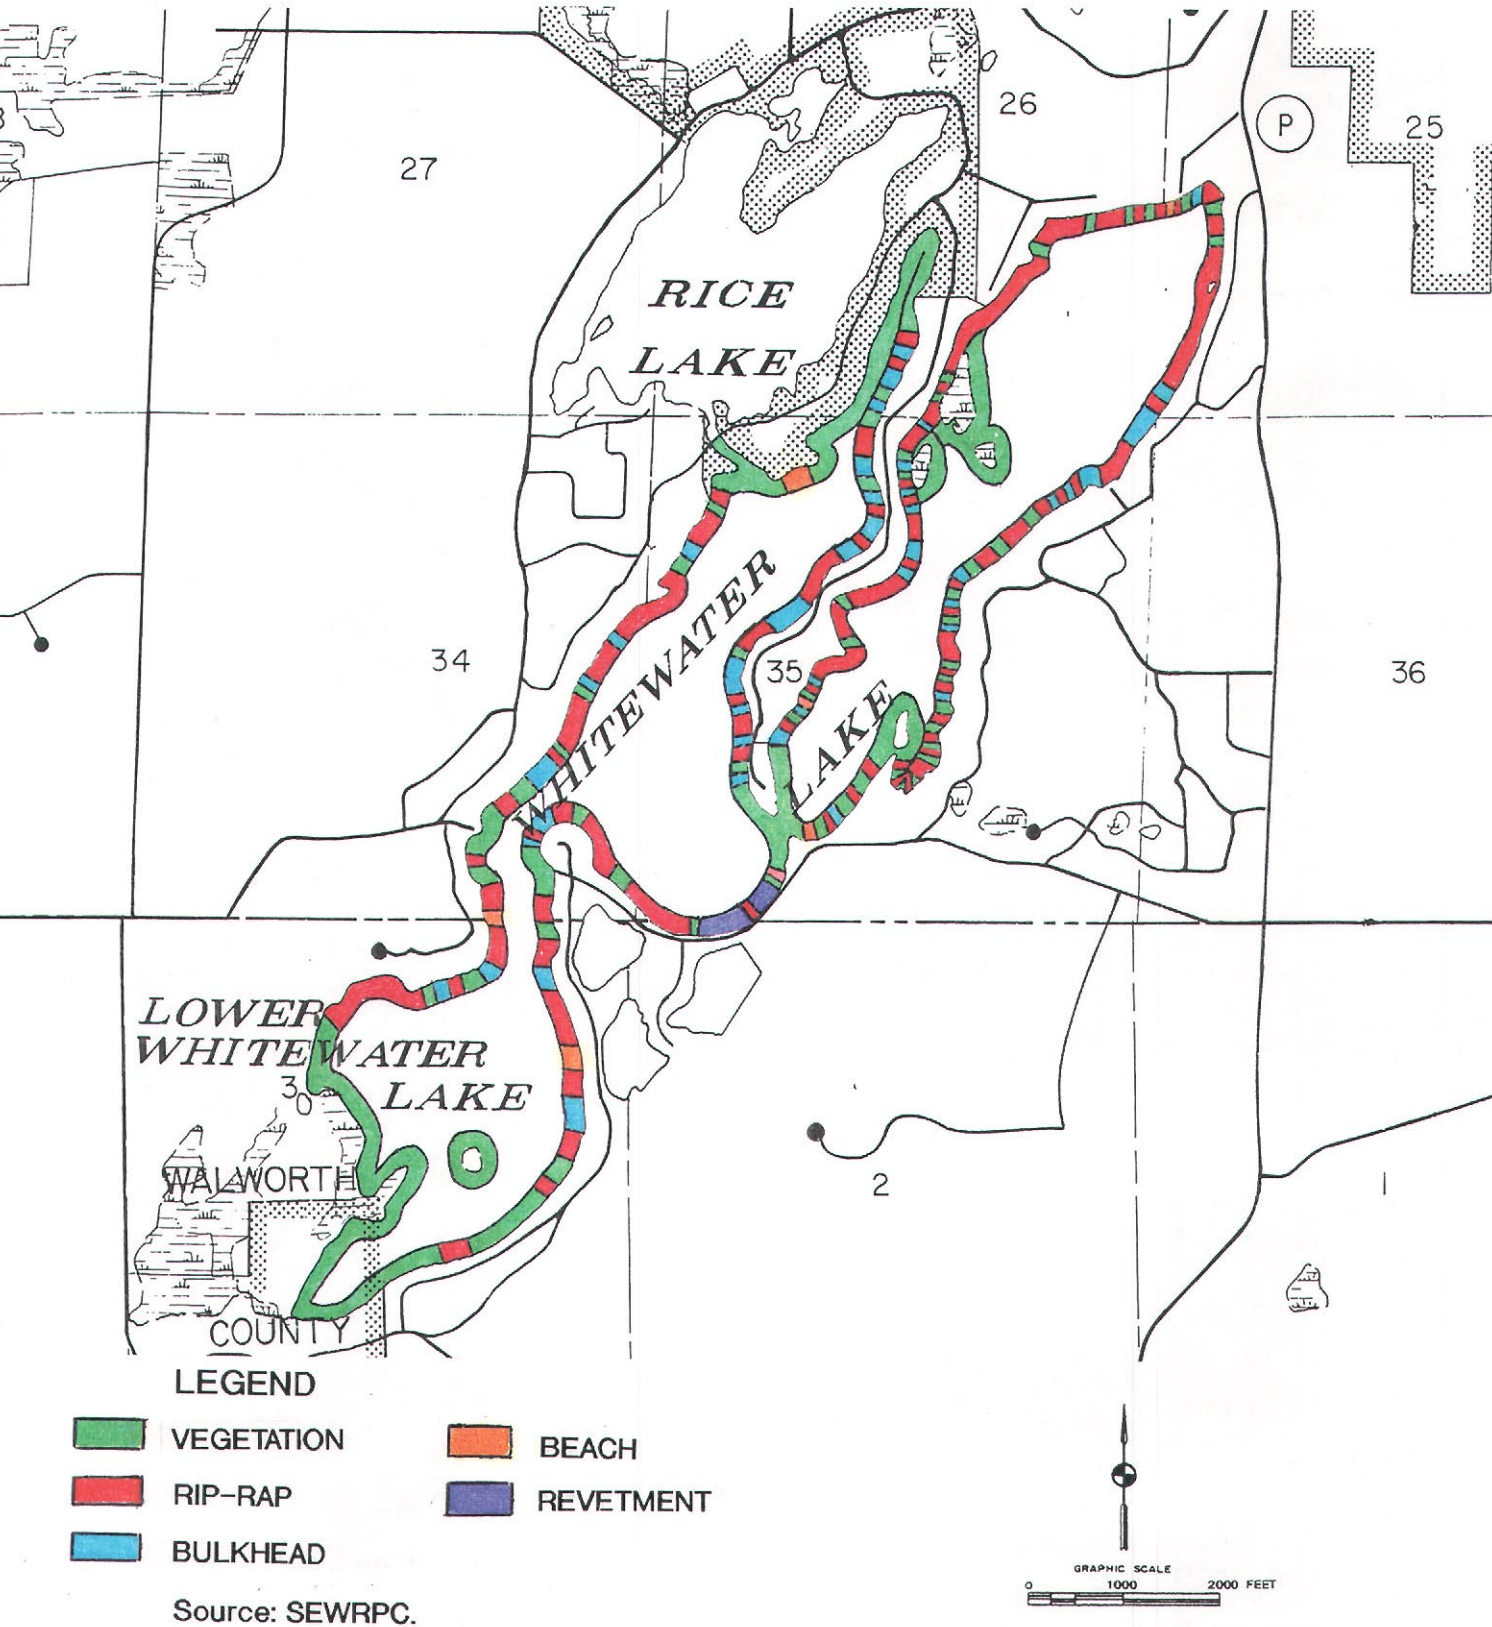 26
P
25
27
RICE
LAKE
WHITEWATER
LAKE
34
35
36
LOWER
WHITEWATER
LAKE
3
WALWORTH
2
1
COUNTY
LEGEND
VEGETATION
RIP-RAP
BULKHEAD
BEACH
REVETMENT
Source: SEWRPC.
GRAPHIC SCALE
0 1000 2000 FEET